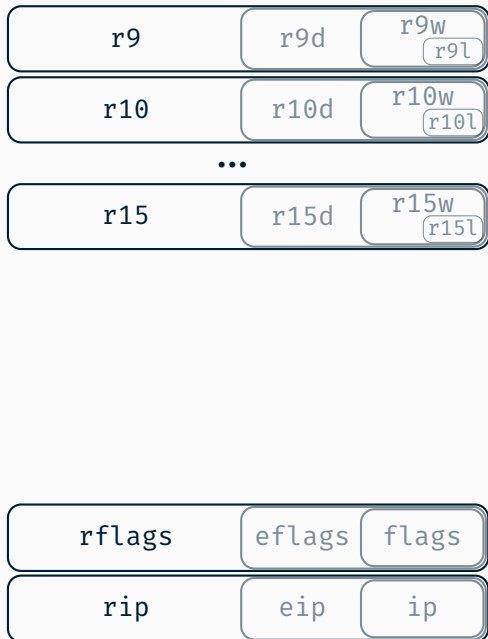 r9 r9d r9w
r9l
r10 r10d r10w
r10l
...
r15 r15d r15w
r15l
rflags eflags flags
rip eip ip